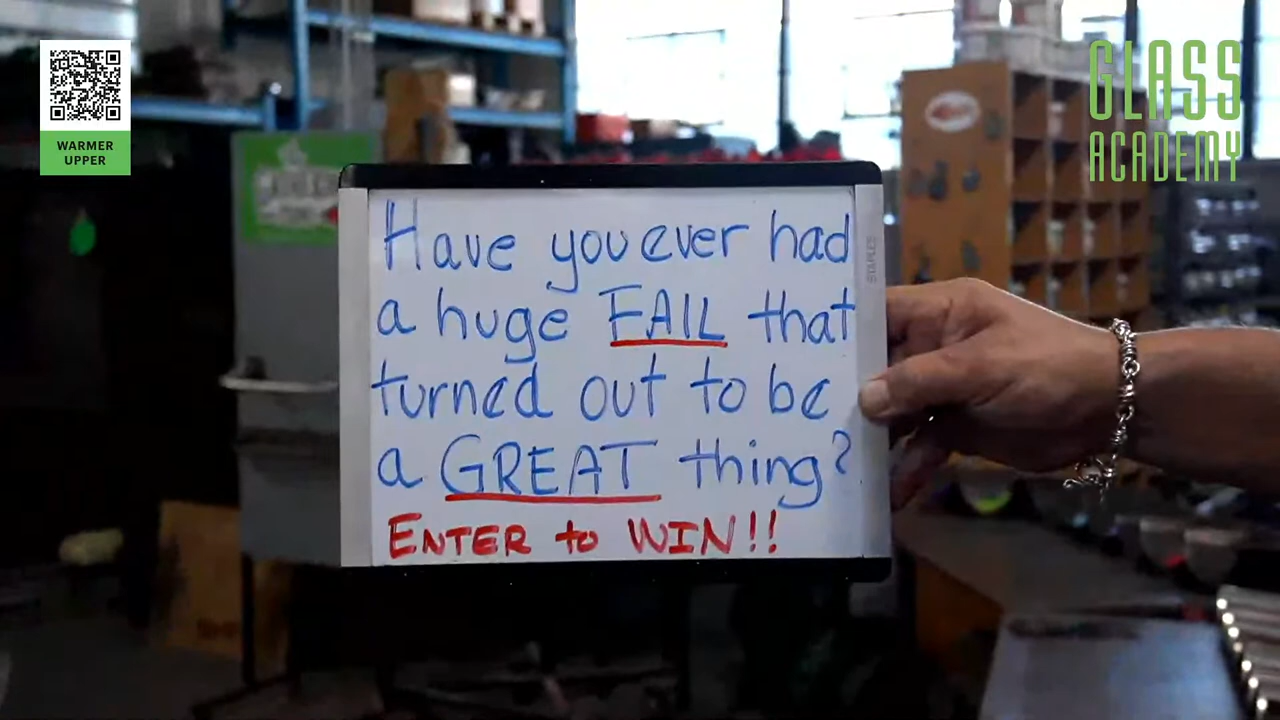 WARMER
UPPER
GLASS
ACADEMY
Have you ever had
a huge FAIL that
turned out to be
a GREAT thing?
ENTER to WIN!!
STAPLES